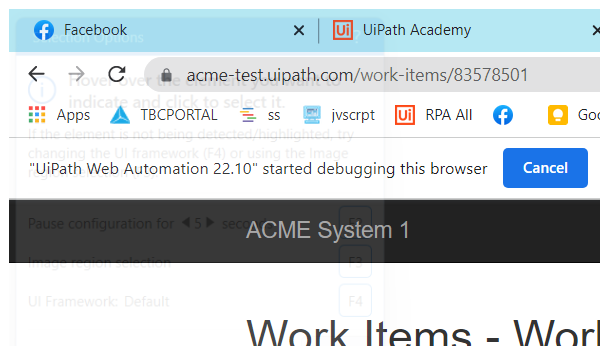 Facebook
UiPath Academy
Selection Options
acme-test.uipath.com/work-items/83578501
Hover over the element you want to
indicate and click to select it.
Apps TBCPORTAL ss jvscrpt RPA All Goo
If the element is not being detected/highlighted, try
changing the UI framework (F4) or using the Image
"UiPath Web Automation 22.10" started debugging this browser Cancel
ACME System 1
Pause configuration for 5 seconds F2
Image region selection F3
UI Framework: Default F4
Work Items - Wor